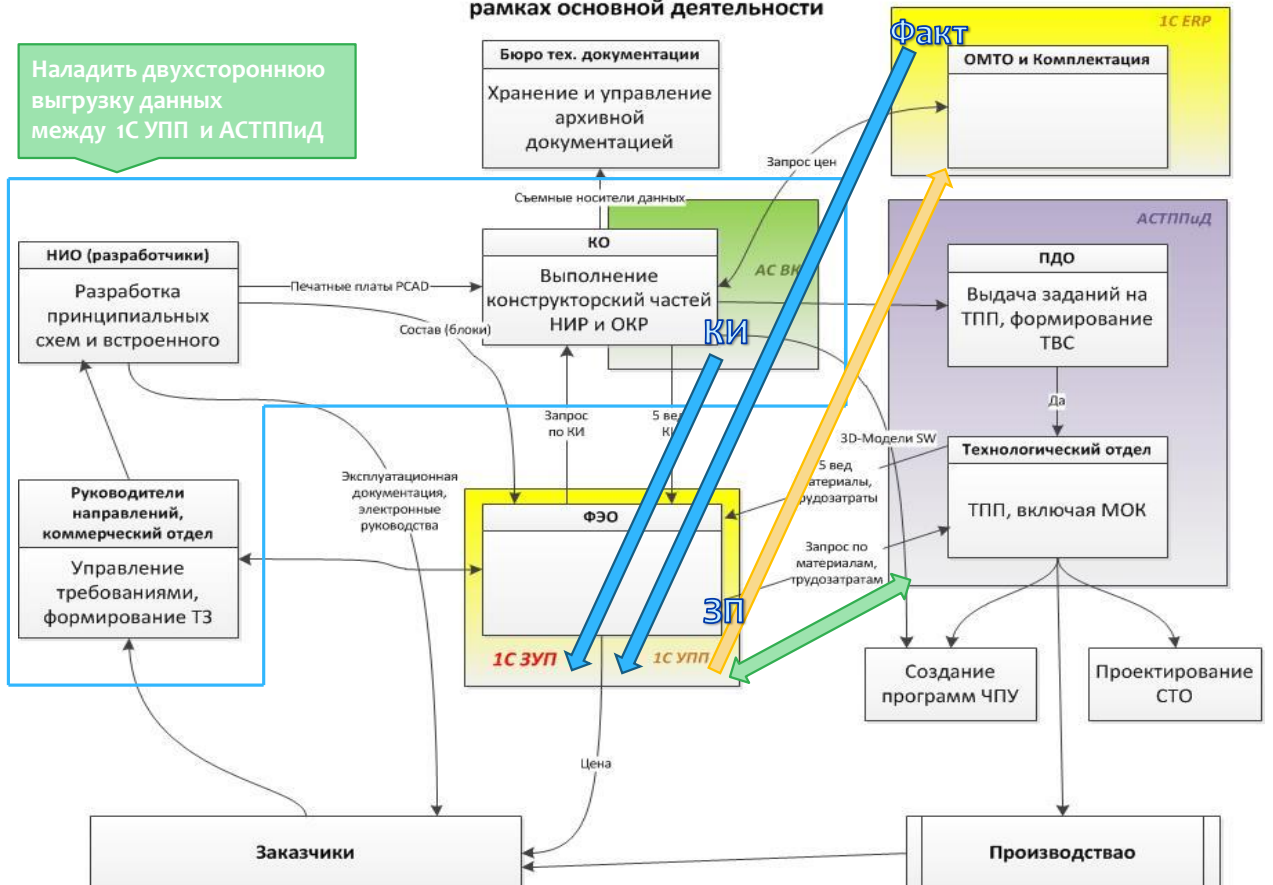 рамках основной деятельности
1С ERP
Факт
ОМТО и Комплектация
Наладить двухстороннюю
выгрузку данных
между 1С УПП и АСТППиД
Бюро тех. документации
Хранение и управление
архивной
документацией
Запрос цен
Съемные носители данных
АСТППиД
НИО (разработчики)
Разработка
принципиальных
схем и встроенного
Печатные платы PCAD
Состав (блоки)
КО
Выполнение
конструкторский частей
НИР и ОКР
АС ВК
КИ
ПДО
Выдача заданий на
ТПП, формирование
ТВС
Да
Запрос
по КИ
5 вед
КИ
3D-Модели SW
Технологический отдел
ТПП, включая МОК
5 вед
материалы,
трудозатраты
Эксплуатационная
документация,
электронные
руководства
Руководители
направлений,
коммерческий отдел
Управление
требованиями,
формирование ТЗ
ФЭО
Запрос по
материалам,
трудозатратам
ЗП
1С ЗУП
1С УПП
Создание
программ ЧПУ
Проектирование
СТО
Цена
Заказчики
Производствао